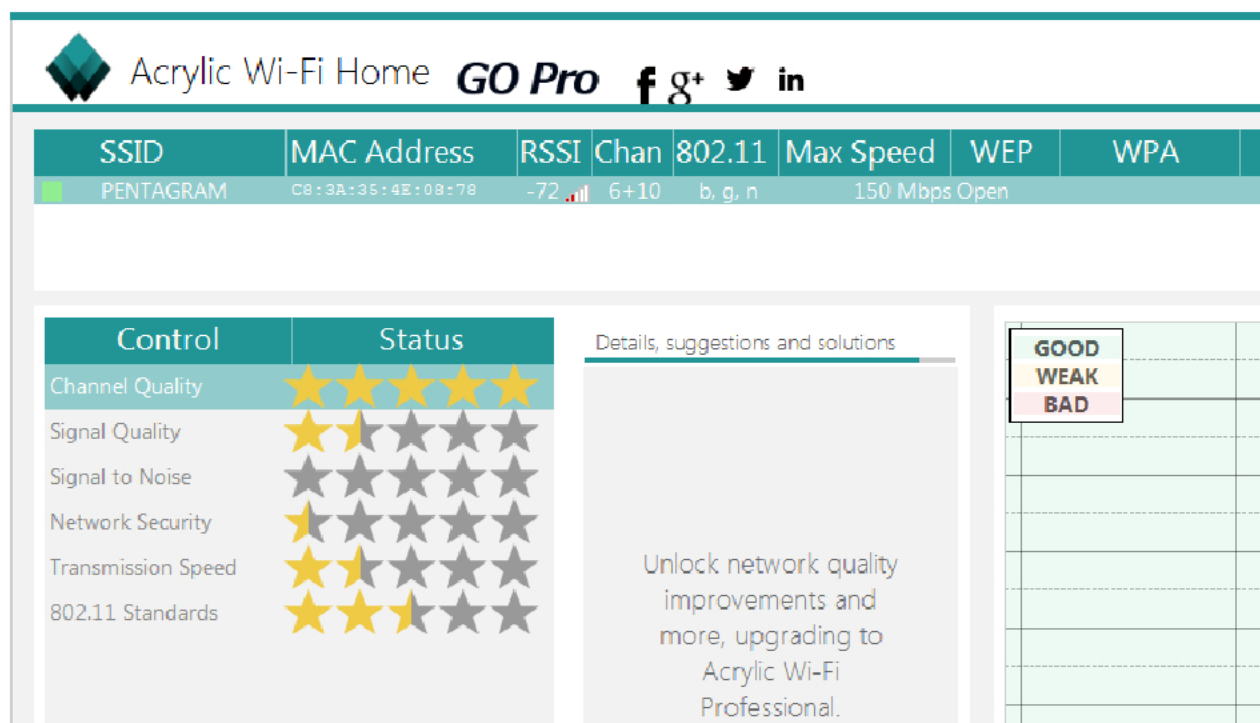 Acrylic Wi-Fi Home GO Pro f g+ in
SSID MAC Address RSSI Chan 802.11 Max Speed WEP WPA
PENTAGRAM C8:3A:35:4E:08:78 -72 6+10 b, g, n 150 Mbps Open
Control Status
Channel Quality
Signal Quality
Signal to Noise
Network Security
Transmission Speed
802.11 Standards
Details, suggestions and solutions
Unlock network quality
improvements and
more, upgrading to
Acrylic Wi-Fi
Professional.
GOOD
WEAK
BAD